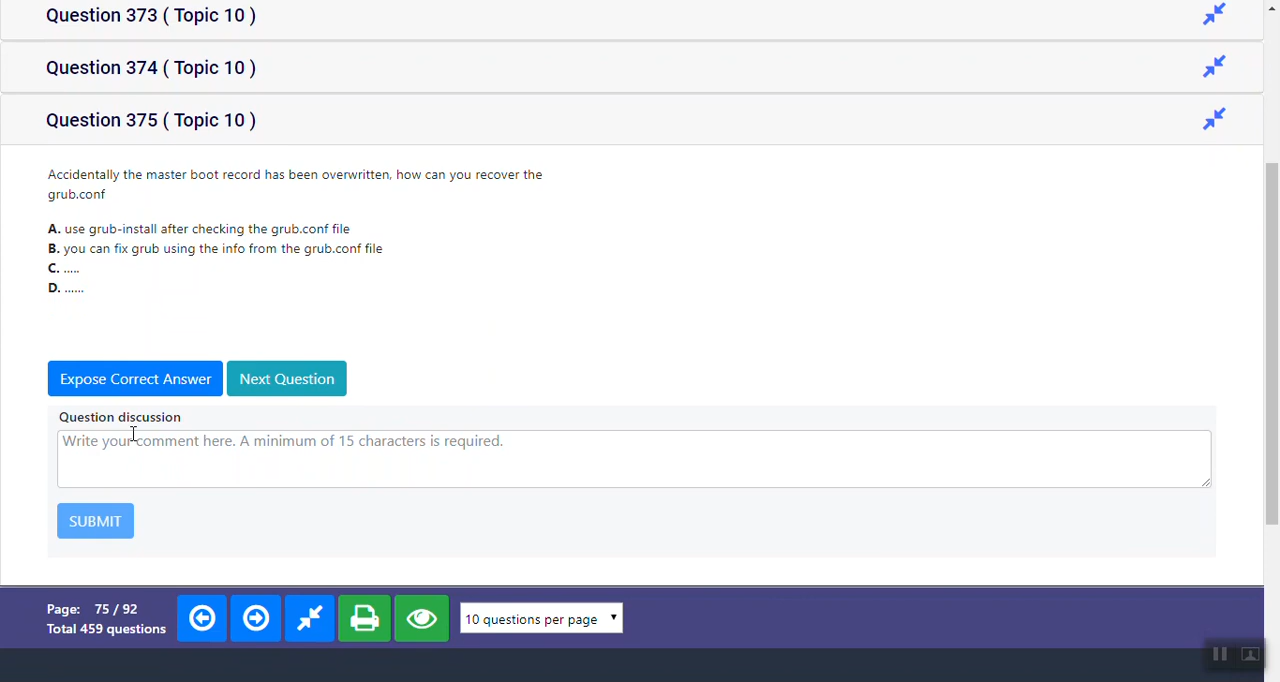 Question 373 ( Topic 10 )
Question 374 ( Topic 10 )
Question 375 ( Topic 10 )
Accidentally the master boot record has been overwritten, how can you recover the
grub.conf
A. use grub-install after checking the grub.conf file
B. you can fix grub using the info from the grub.conf file
C. .....
D. ......
Expose Correct Answer
Next Question
Question discussion
Write your comment here. A minimum of 15 characters is required.
SUBMIT
Page: 75 / 92
Total 459 questions
10 questions per page